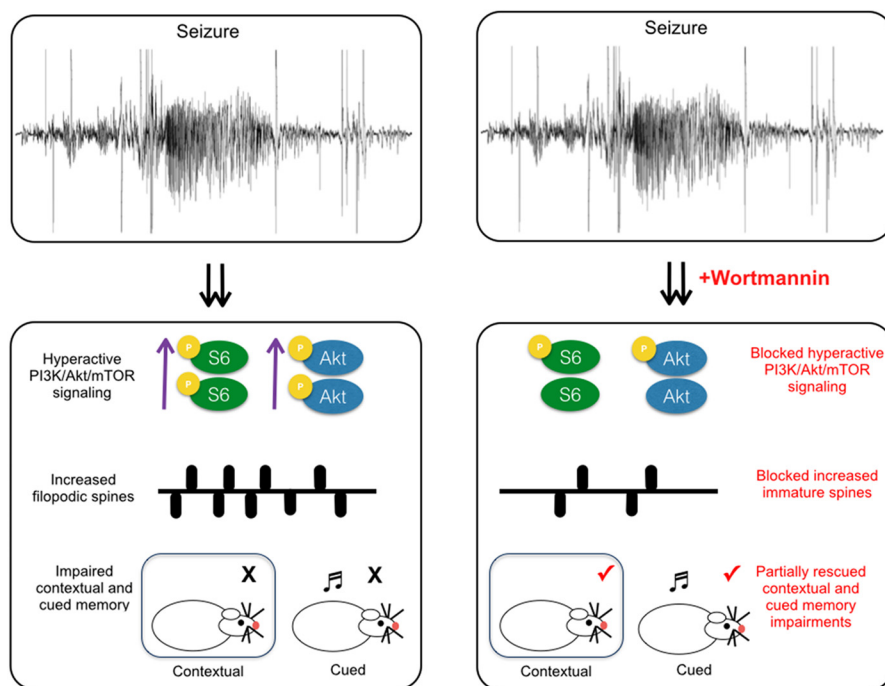 Seizure
Seizure
+Wortmannin
Hyperactive
PI3K/Akt/mTOR
signaling
P
S6
P
S6
P
Akt
P
Akt
Increased
filopodic spines
Impaired
contextual and
cued memory
X
X
Contextual
Cued
P
S6
S6
P
Akt
Akt
Blocked hyperactive
PI3K/Akt/mTOR
signaling
Blocked increased
immature spines
Partially rescued
contextual and
cued memory
impairments
Contextual
Cued